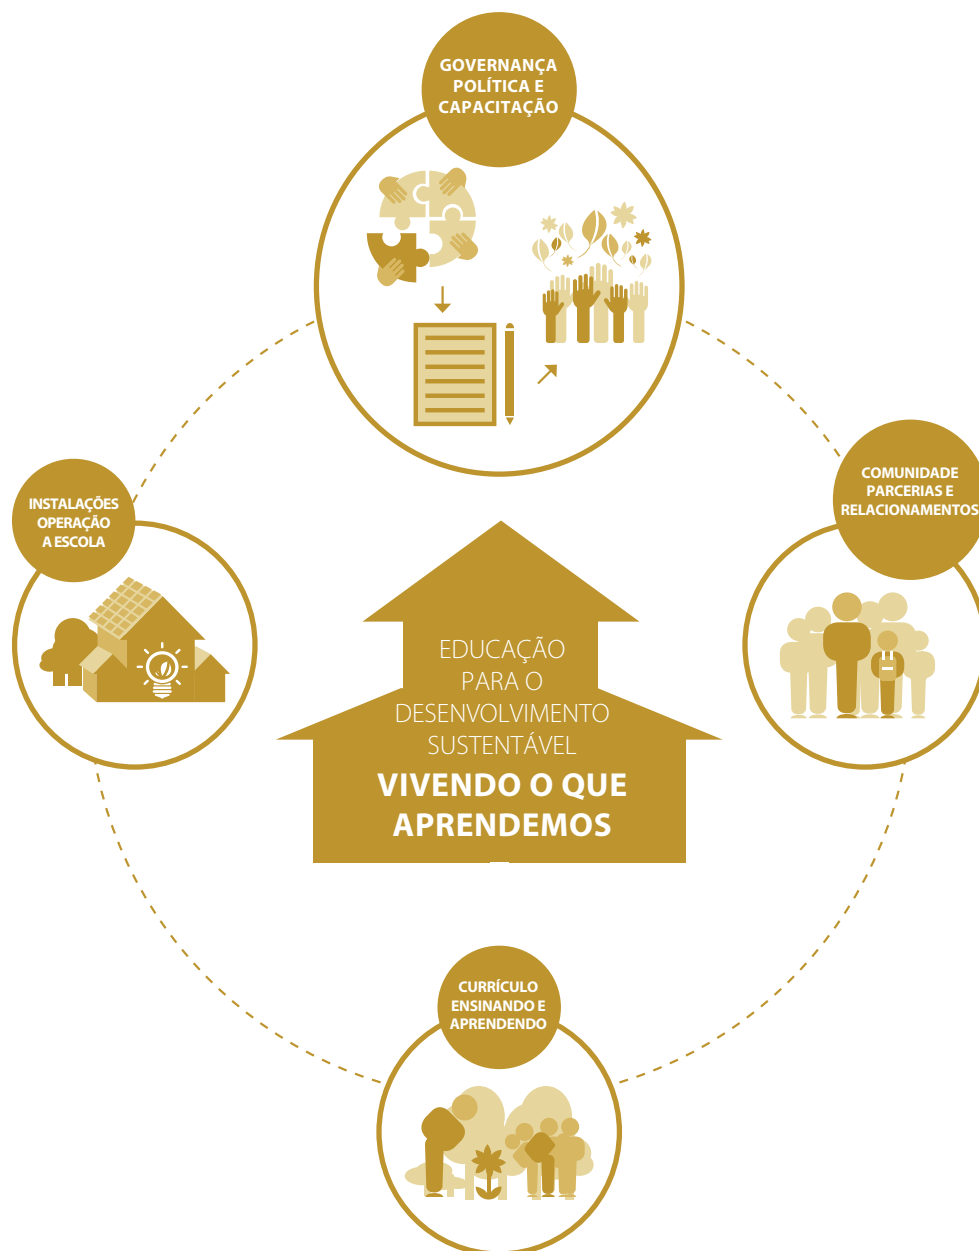 GOVERNANÇA
POLÍTICA E
CAPACITAÇÃO
INSTALAÇÕES
OPERAÇÃO
A ESCOLA
COMUNIDADE
PARCERIAS E
RELACIONAMENTOS
EDUCAÇÃO
PARA O
DESENVOLVIMENTO
SUSTENTÁVEL
VIVENDO O QUE
APRENDEMOS
CURRÍCULO
ENSINANDO E
APRENDENDO